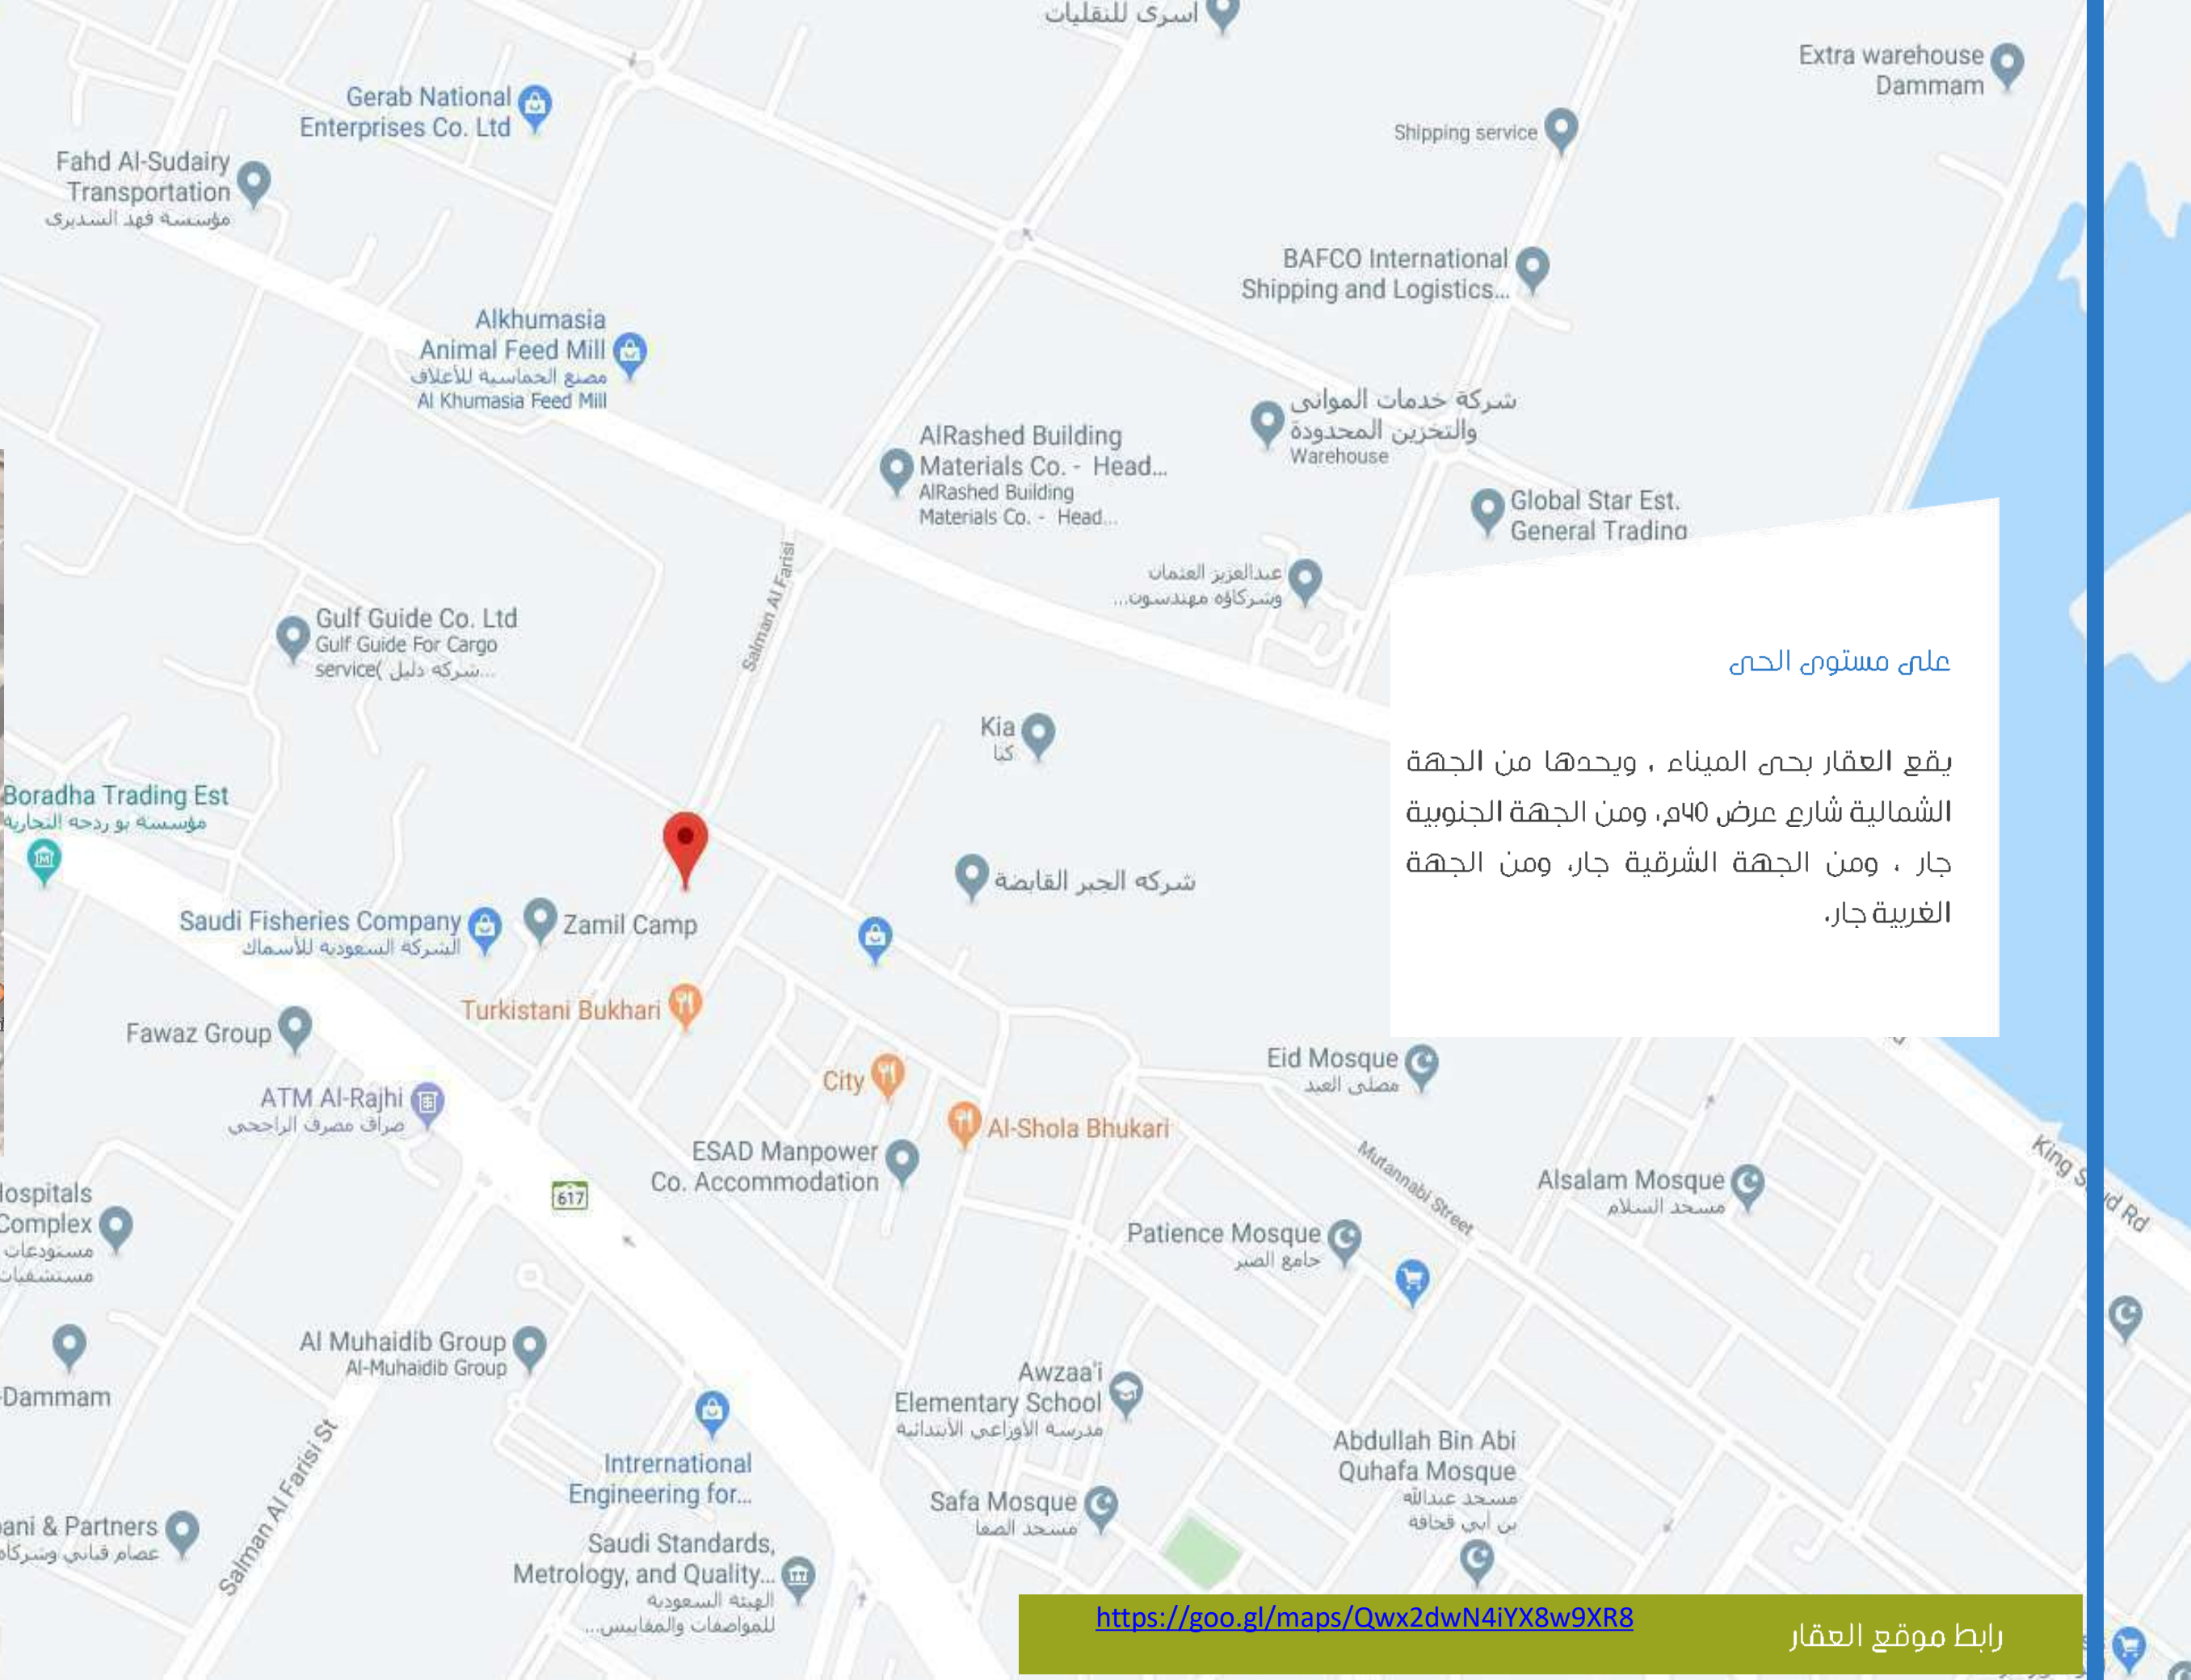 اسرى للنقليات
Extra warehouse
Dammam
Gerab National
Enterprises Co. Ltd
Shipping service
Fahd Al-Sudairy
Transportation
مؤسسة فهد السديرى
BAFCO International
Shipping and Logistics...
Alkhumasia
Animal Feed Mill
مصنع الخماسية للأعلاف
Al Khumasia Feed Mill
شركة خدمات الموانى
والتخزين المحدودة
Warehouse
AlRashed Building
Materials Co. - Head...
AlRashed Building
Materials Co. - Head...
Global Star Est.
General Trading
Salman Al Farisi
عبدالعزيز العثمان
وشركاؤه مهندسون...
Gulf Guide Co. Ltd
Gulf Guide For Cargo
service( شركه دليل...
على مستوى الحى
يقع العقار بحى الميناء ، ويحدها من الجهة
الشمالية شارع عرض ٤٥م، ومن الجهة الجنوبية
جار ، ومن الجهة الشرقية جار، ومن الجهة
الغربية جار،
Kia
كيا
Boradha Trading Est
مؤسسة بو ردحه التجارية
شركه الجبر القابضة
Saudi Fisheries Company
الشركة السعودية للأسماك
Zamil Camp
Turkistani Bukhari
Fawaz Group
City
Eid Mosque
مصلى العيد
ATM Al-Rajhi
صراف مصرف الراجحي
Al-Shola Bhukari
ESAD Manpower
Co. Accommodation
Mutannabi Street
Alsalam Mosque
مسجد السلام
King Saud Rd
617
ospitals
Complex
مستودعات
مستشفيات
Patience Mosque
جامع الصبر
Al Muhaidib Group
Al-Muhaidib Group
-Dammam
Awzaa'i
Elementary School
مدرسة الأوزاعي الأبتدائية
Salman Al Farisi St
Intrernational
Engineering for...
Abdullah Bin Abi
Quhafa Mosque
مسجد عبدالله
بن أبي قحافة
Safa Mosque
مسجد الصفا
ani & Partners
عصام قباني وشركاه
Saudi Standards,
Metrology, and Quality...
الهيئة السعودية
للمواصفات والمقاييس...
https://goo.gl/maps/Qwx2dwN4iYX8w9XR8
رابط موقع العقار